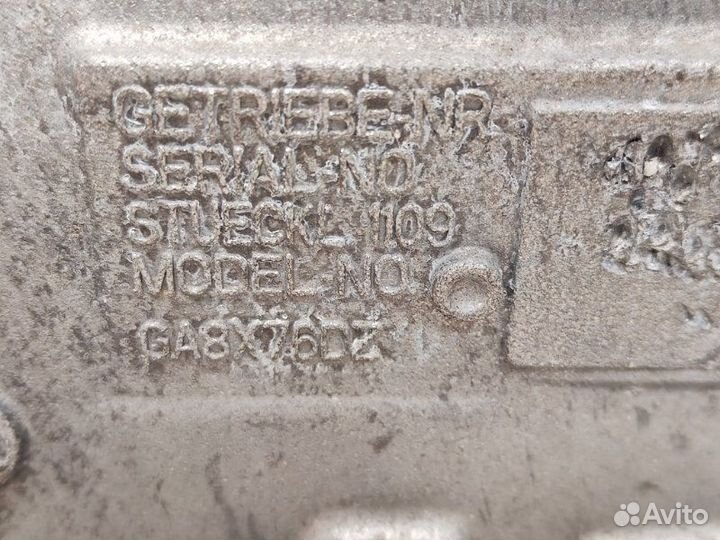 GETRIEBE-NR.
SERIAL-NO.
STUECKL. 1109
MODEL-NO.
GA8X76DZ
Avito